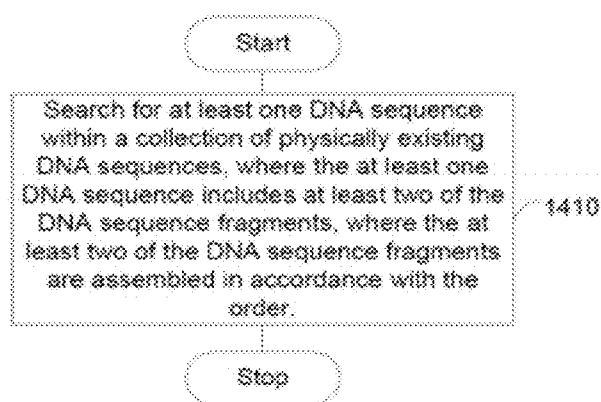 Start
Search for at least one DNA sequence
within a collection of physically existing
DNA sequences, where the at least one
DNA sequence includes at least two of the
DNA sequence fragments, where the at
least two of the DNA sequence fragments
are assembled in accordance with the
order.
1410
Stop